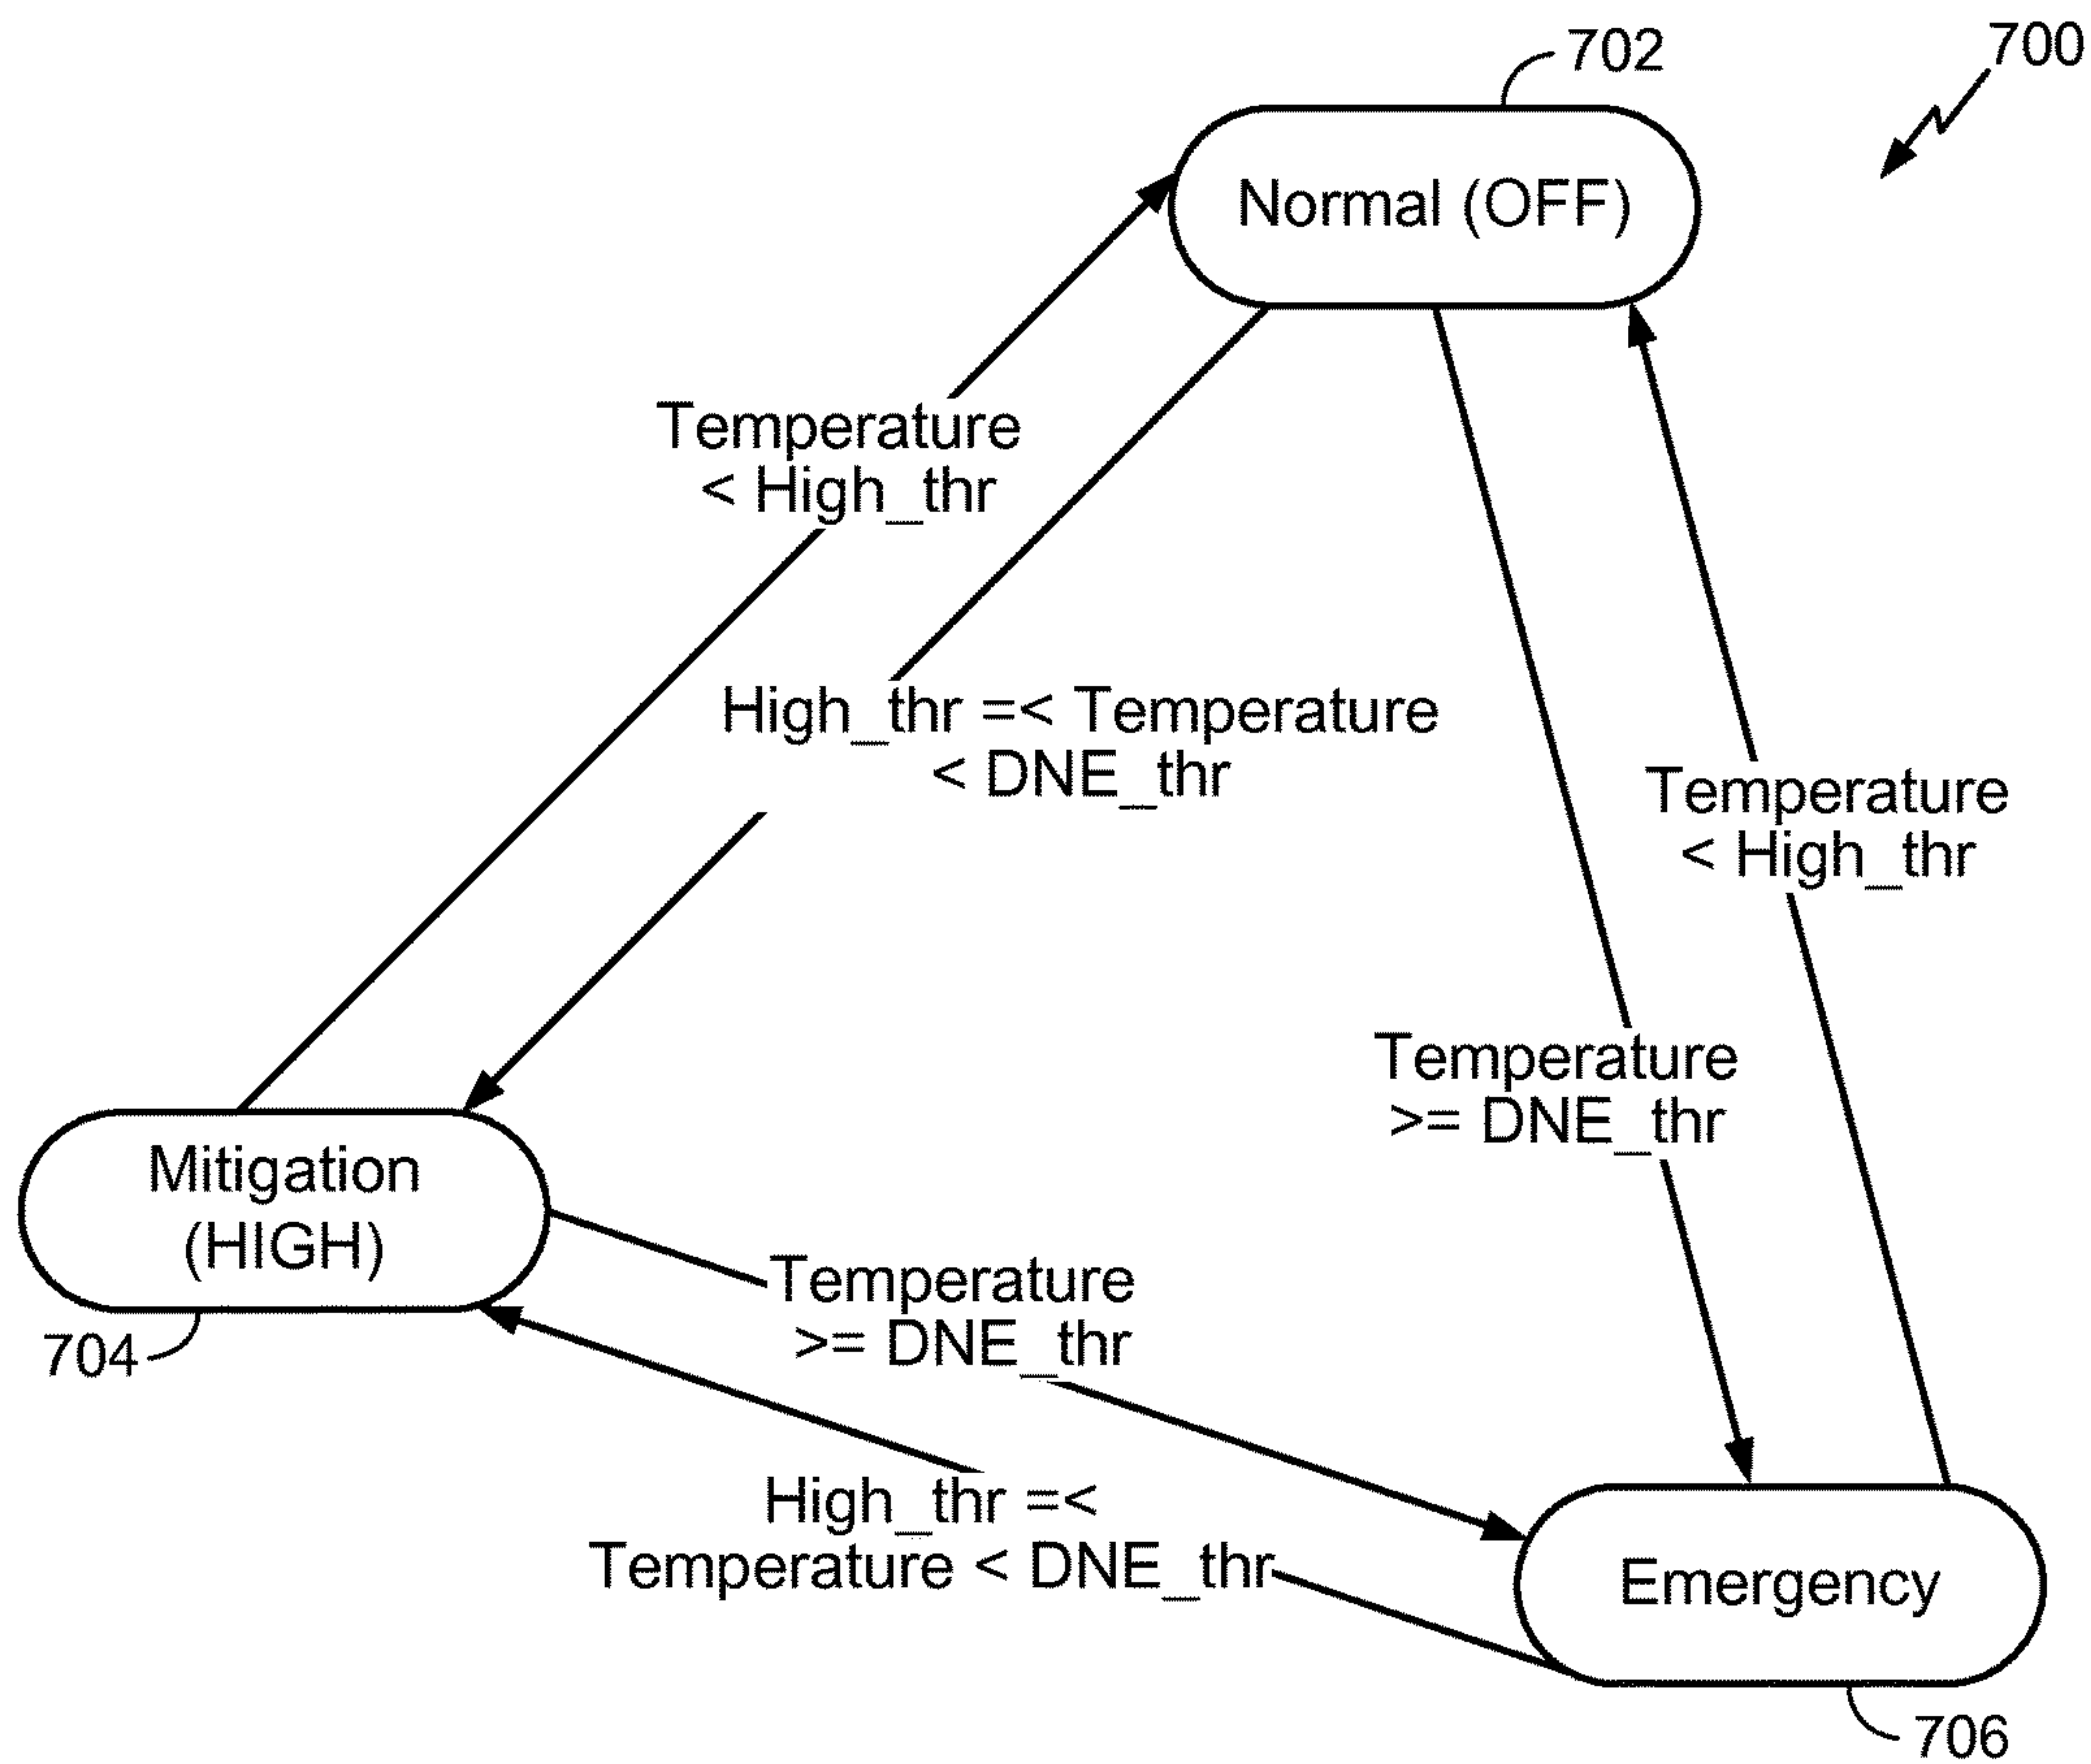 700
702
Normal (OFF)
Temperature
< High_thr
High_thr =< Temperature
< DNE_thr
Temperature
< High_thr
Temperature
>= DNE_thr
Mitigation
(HIGH)
704
Temperature
>= DNE_thr
High_thr =<
Temperature < DNE_thr
Emergency
706